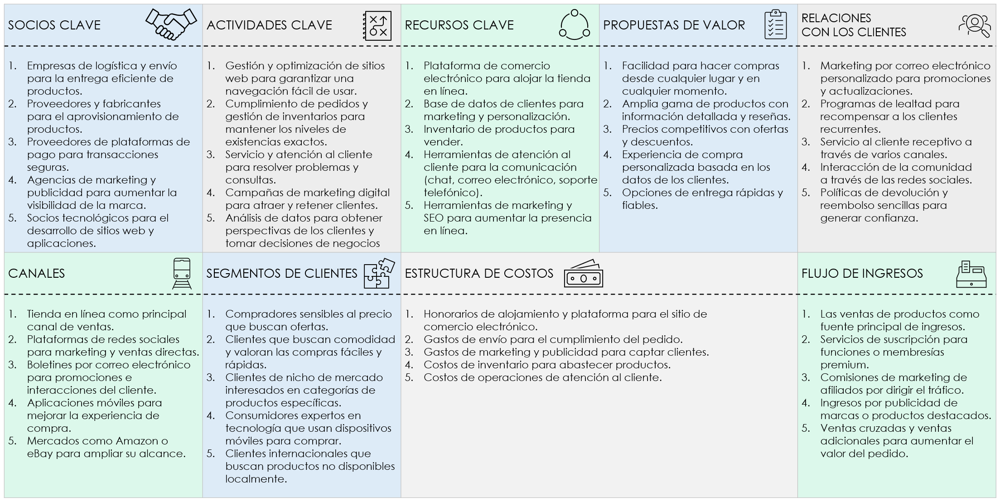 SOCIOS CLAVE
1. Empresas de logística y envío
para la entrega eficiente de
productos.
2. Proveedores y fabricantes
para el aprovisionamiento de
productos.
3. Proveedores de plataformas de
pago para transacciones
seguras.
4. Agencias de marketing y
publicidad para aumentar la
visibilidad de la marca.
5. Socios tecnológicos para el
desarrollo de sitios web y
aplicaciones.
ACTIVIDADES CLAVE
1. Gestión y optimización de sitios
web para garantizar una
navegación fácil de usar.
2. Cumplimiento de pedidos y
gestión de inventarios para
mantener los niveles de
existencias exactos.
3. Servicio y atención al cliente
para resolver problemas y
consultas.
4. Campañas de marketing digital
para atraer y retener clientes.
5. Análisis de datos para obtener
perspectivas de los clientes y
tomar decisiones de negocios
RECURSOS CLAVE
1. Plataforma de comercio
electrónico para alojar la tienda
en línea.
2. Base de datos de clientes para
marketing y personalización.
3. Inventario de productos para
vender.
4. Herramientas de atención al
cliente para la comunicación
(chat, correo electrónico, soporte
telefónico).
5. Herramientas de marketing y
SEO para aumentar la presencia
en línea.
PROPUESTAS DE VALOR
1. Facilidad para hacer compras
desde cualquier lugar y en
cualquier momento.
2. Amplia gama de productos con
información detallada y reseñas.
3. Precios competitivos con ofertas
y descuentos.
4. Experiencia de compra
personalizada basada en los
datos de los clientes.
5. Opciones de entrega rápidas y
fiables.
RELACIONES
CON LOS CLIENTES
1. Marketing por correo electrónico
personalizado para promociones
y actualizaciones.
2. Programas de lealtad para
recompensar a los clientes
recurrentes.
3. Servicio al cliente receptivo a
través de varios canales.
4. Interacción de la comunidad
a través de las redes sociales.
5. Políticas de devolución y
reembolso sencillas para
generar confianza.
CANALES
1. Tienda en línea como principal
canal de ventas.
2. Plataformas de redes sociales
para marketing y ventas directas.
3. Boletines por correo electrónico
para promociones e
interacciones del cliente.
4. Aplicaciones móviles para
mejorar la experiencia de
compra.
5. Mercados como Amazon o
eBay para ampliar su alcance.
SEGMENTOS DE CLIENTES
1. Compradores sensibles al precio
que buscan ofertas.
2. Clientes que buscan comodidad
y valoran las compras fáciles y
rápidas.
3. Clientes de nicho de mercado
interesados en categorías de
productos específicas.
4. Consumidores expertos en
tecnología que usan dispositivos
móviles para comprar.
5. Clientes internacionales que
buscan productos no disponibles
localmente.
ESTRUCTURA DE COSTOS
1. Honorarios de alojamiento y plataforma para el sitio de
comercio electrónico.
2. Gastos de envío para el cumplimiento del pedido.
3. Gastos de marketing y publicidad para captar clientes.
4. Costos de inventario para abastecer productos.
5. Costos de operaciones de atención al cliente.
FLUJO DE INGRESOS
1. Las ventas de productos como
fuente principal de ingresos.
2. Servicios de suscripción para
funciones o membresías
premium.
3. Comisiones de marketing de
afiliados por dirigir el tráfico.
4. Ingresos por publicidad de
marcas o productos destacados.
5. Ventas cruzadas y ventas
adicionales para aumentar el
valor del pedido.